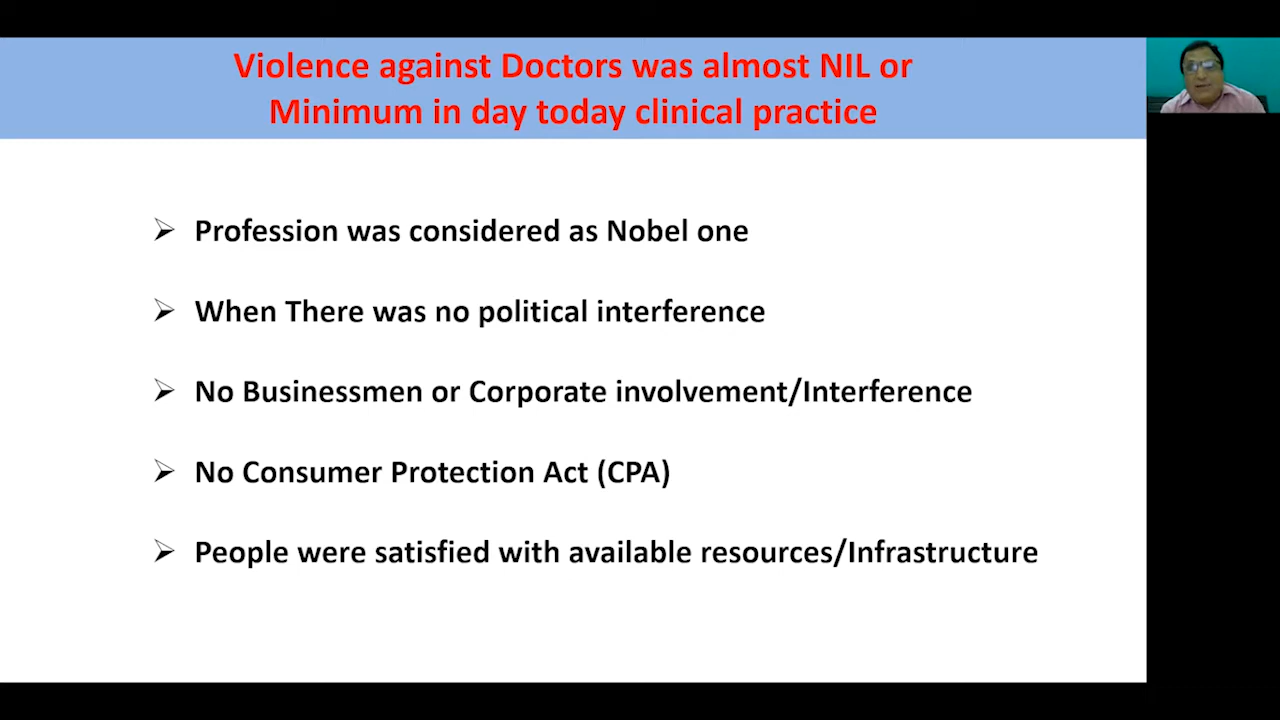 Violence against Doctors was almost NIL or
Minimum in day today clinical practice
➢ Profession was considered as Nobel one
➢ When There was no political interference
➢ No Businessmen or Corporate involvement/Interference
➢ No Consumer Protection Act (CPA)
➢ People were satisfied with available resources/Infrastructure